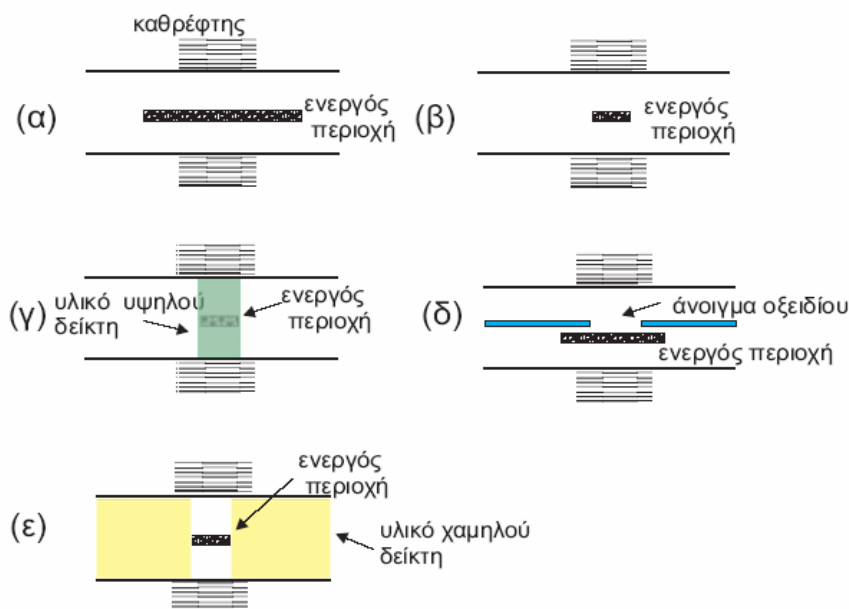 καθρέφτης
(α)
ενεργός
περιοχή
(β)
ενεργός
περιοχή
(γ)
υλικό υψηλού
δείκτη
ενεργός
περιοχή
(δ)
άνοιγμα οξειδίου
ενεργός περιοχή
(ε)
ενεργός
περιοχή
υλικό χαμηλού
δείκτη